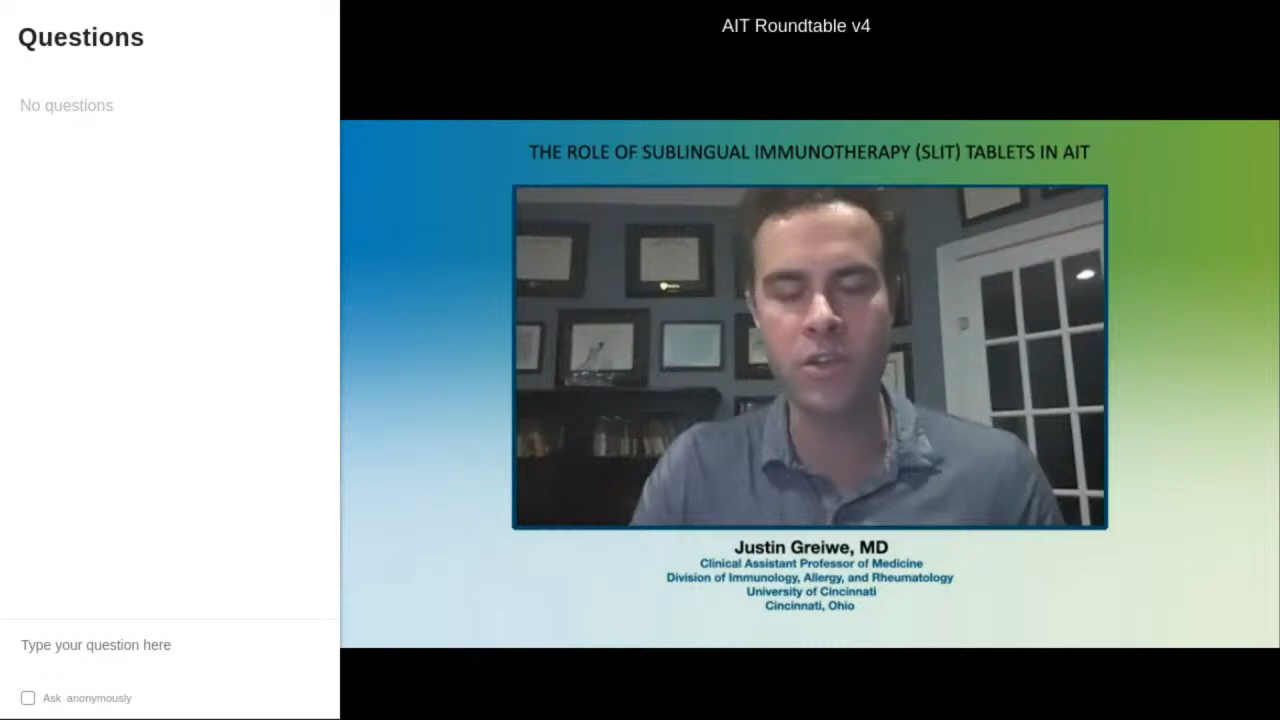 Questions
No questions
Type your question here
Ask anonymously
AIT Roundtable v4
THE ROLE OF SUBLINGUAL IMMUNOTHERAPY (SLIT) TABLETS IN AIT
Justin Greiwe, MD
Clinical Assistant Professor of Medicine
Division of Immunology, Allergy, and Rheumatology
University of Cincinnati
Cincinnati, Ohio